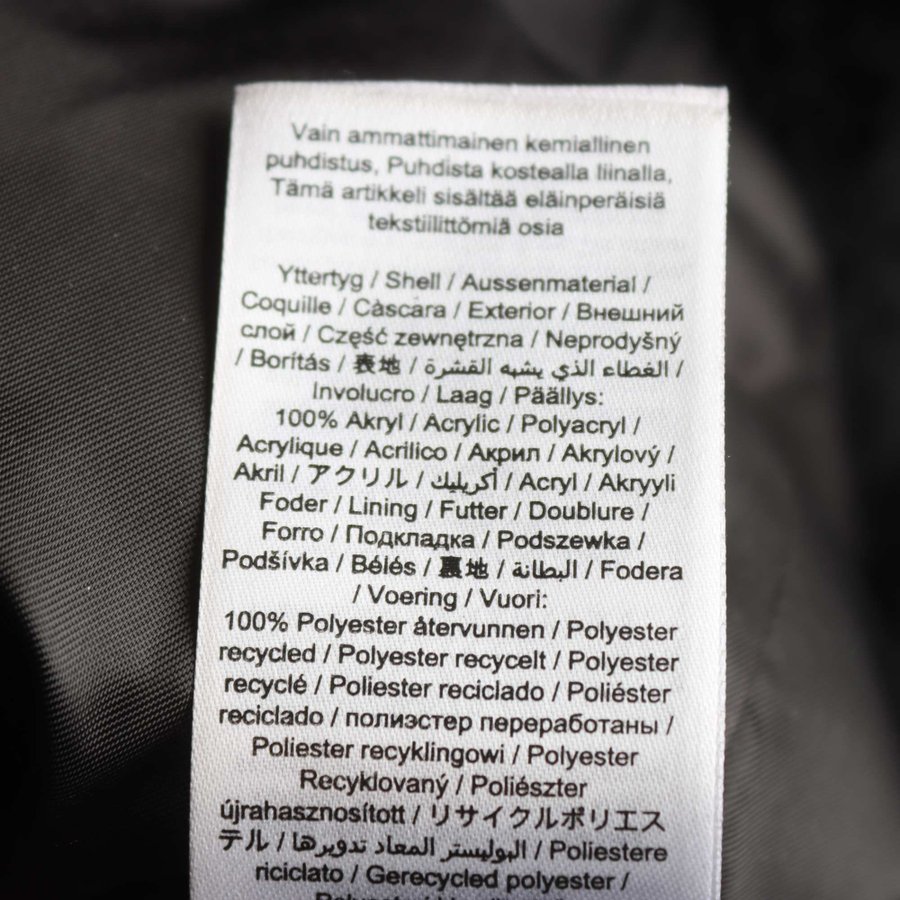 Vain ammattimainen kemiallinen
puhdistus, Puhdista kostealla liinalla,
Tämä artikkeli sisältää eläinperäisiä
tekstiilittömiä osia
Yttertyg / Shell / Aussenmaterial /
Coquille / Càscara / Exterior / Внешний
слой / Część zewnętrzna / Neprodyšný
/ Borítás / 表地 / الغطاء الذي يشبه القشرة /
Involucro / Laag / Päällys:
100% Akryl / Acrylic / Polyacryl /
Acrylique / Acrilico / Акрил / Akrylový /
Akril / アクリル / أكريليك / Acryl / Akryyli
Foder / Lining / Futter / Doublure /
Forro / Подкладка / Podszewka /
Podšívka / Bélés / 裏地 / البطانة / Fodera
/ Voering / Vuori:
100% Polyester återvunnen / Polyester
recycled / Polyester recycelt / Polyester
recyclé / Poliester reciclado / Poliéster
reciclado / полиэстер переработаны /
Poliester recyklingowi / Polyester
Recyklovaný / Poliészter
újrahasznosított / リサイクルポリエス
テル / البوليستر المعاد تدويرها / Poliestere
riciclato / Gerecycled polyester /